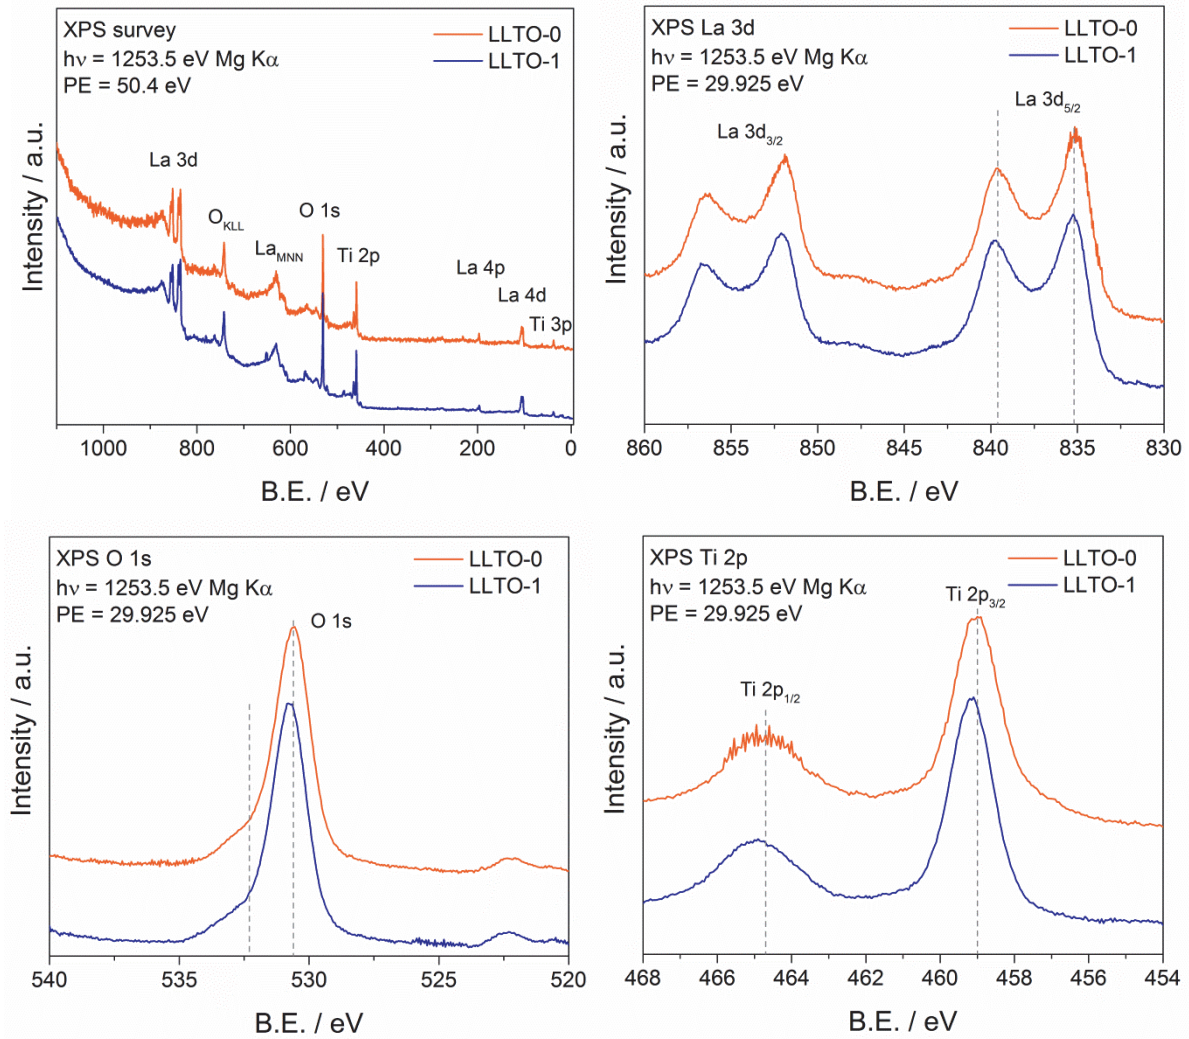 XPS survey
hν = 1253.5 eV Mg Kα
PE = 50.4 eV
LLTO-0
LLTO-1
La 3d
O_KLL
La_MNN
O 1s
Ti 2p
La 4p
La 4d
Ti 3p
Intensity / a.u.
1000 800 600 400 200 0
B.E. / eV
XPS La 3d
hν = 1253.5 eV Mg Kα
PE = 29.925 eV
LLTO-0
LLTO-1
La 3d_3/2
La 3d_5/2
Intensity / a.u.
860 855 850 845 840 835 830
B.E. / eV
XPS O 1s
hν = 1253.5 eV Mg Kα
PE = 29.925 eV
LLTO-0
LLTO-1
O 1s
Intensity / a.u.
540 535 530 525 520
B.E. / eV
XPS Ti 2p
hν = 1253.5 eV Mg Kα
PE = 29.925 eV
LLTO-0
LLTO-1
Ti 2p_3/2
Ti 2p_1/2
Intensity / a.u.
468 466 464 462 460 458 456 454
B.E. / eV